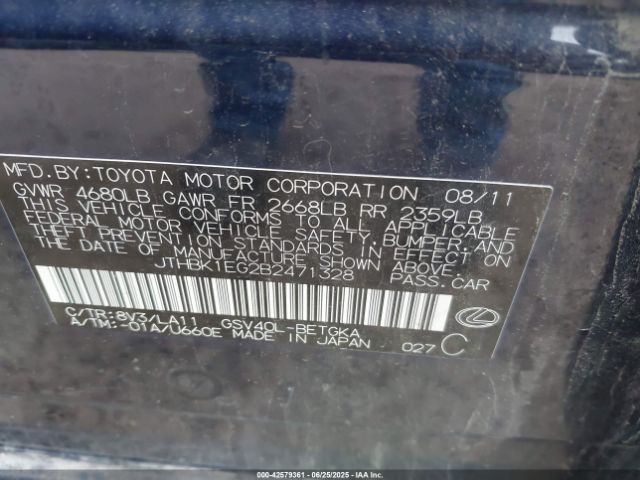 MFD.BY:TOYOTA MOTOR CORPORATION 08/11
GVWR 4680LB GAWR FR 2668LB RR 2359LB
THIS VEHICLE CONFORMS TO ALL APPLICABLE
FEDERAL MOTOR VEHICLE SAFETY,BUMPER,AND
THEFT PREVENTION STANDARDS IN EFFECT ON
THE DATE OF MANUFACTURE SHOWN ABOVE.
JTHBK1EG2B2471328 PASS.CAR
C/TR:8V3/LA11 GSV40L-BETGKA
A/TM:-01A/U660E MADE IN JAPAN 027 C
000-42579361 - 06/25/2025 - IAA Inc.